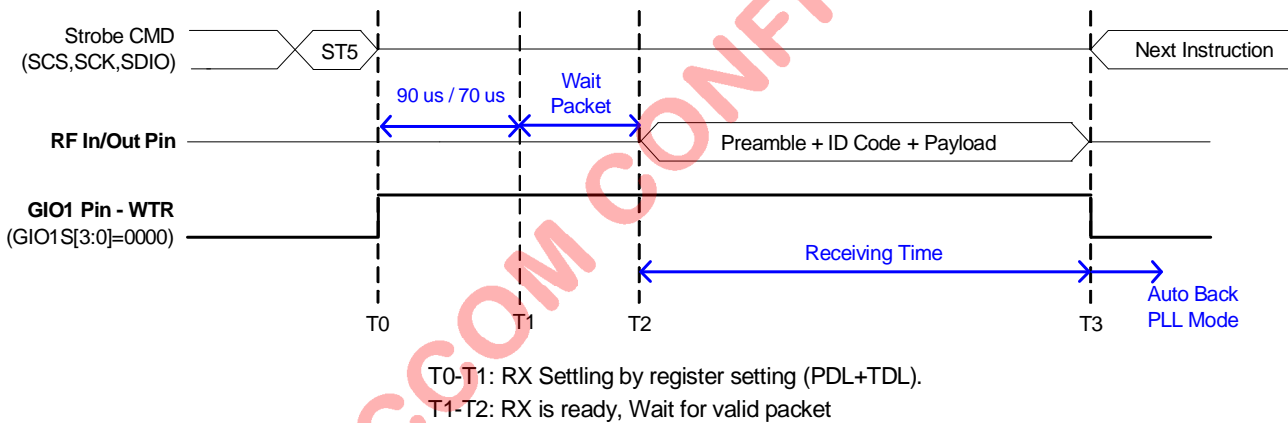 Strobe CMD
(SCS,SCK,SDIO)
ST5
Next Instruction
90 us / 70 us
Wait
Packet
RF In/Out Pin
Preamble + ID Code + Payload
GIO1 Pin - WTR
(GIO1S[3:0]=0000)
Receiving Time
Auto Back
PLL Mode
T0
T1
T2
T3
T0-T1: RX Settling by register setting (PDL+TDL).
T1-T2: RX is ready, Wait for valid packet
CCOM CONF